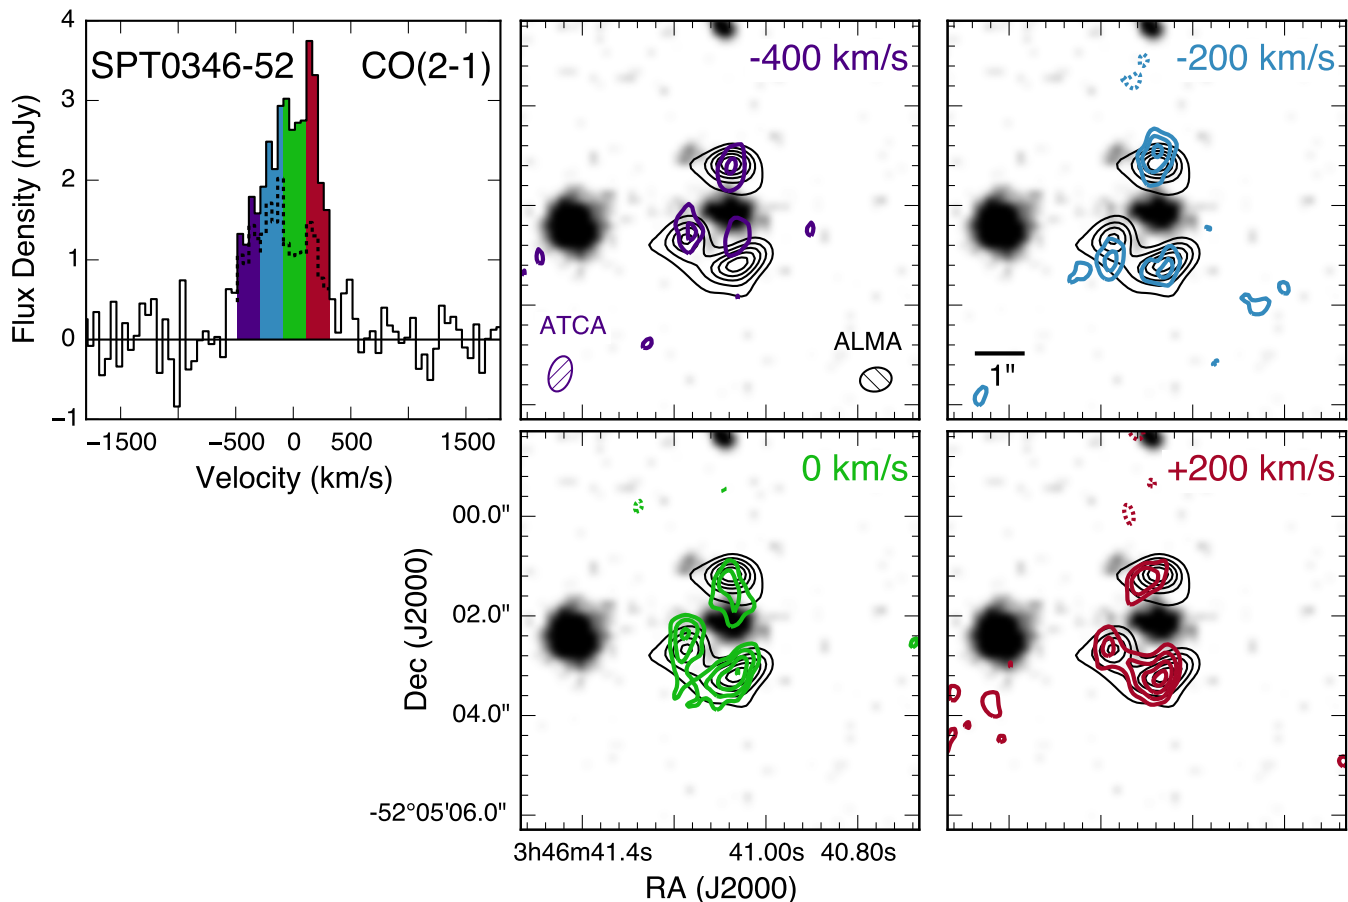 SPT0346-52 CO(2-1)
Flux Density (mJy)
4
3
2
1
0
−1
−1500 −500 0 500 1500
Velocity (km/s)
-400 km/s
ATCA
ALMA
-200 km/s
1"
0 km/s
+200 km/s
Dec (J2000)
00.0"
02.0"
04.0"
-52°05'06.0"
3h46m41.4s 41.00s 40.80s
RA (J2000)